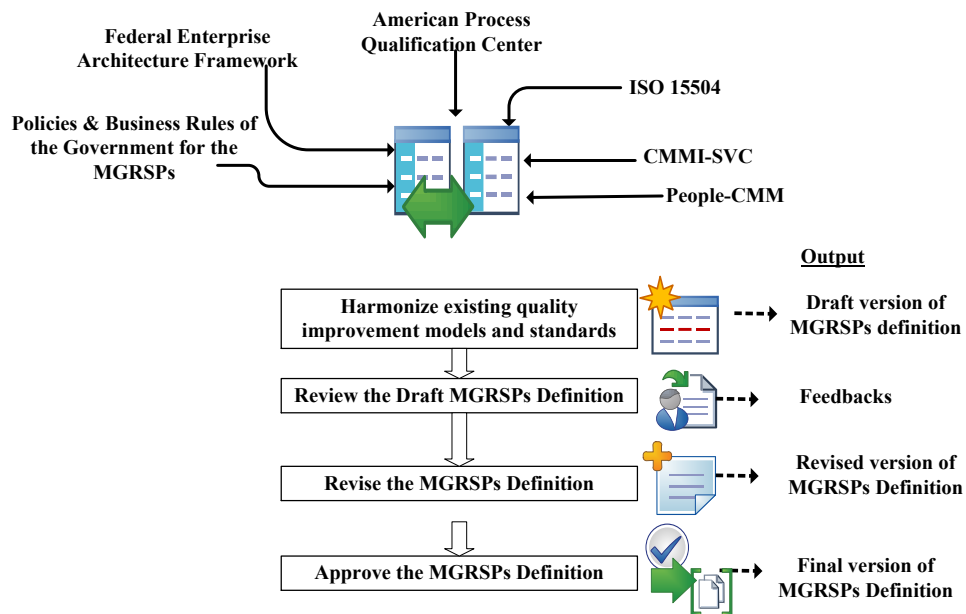 American Process
Qualification Center
Federal Enterprise
Architecture Framework
ISO 15504
Policies & Business Rules of
the Government for the
MGRSPs
CMMI-SVC
People-CMM
Output
Harmonize existing quality
improvement models and standards
Draft version of
MGRSPs definition
Review the Draft MGRSPs Definition
Feedbacks
Revise the MGRSPs Definition
Revised version of
MGRSPs Definition
Approve the MGRSPs Definition
Final version of
MGRSPs Definition